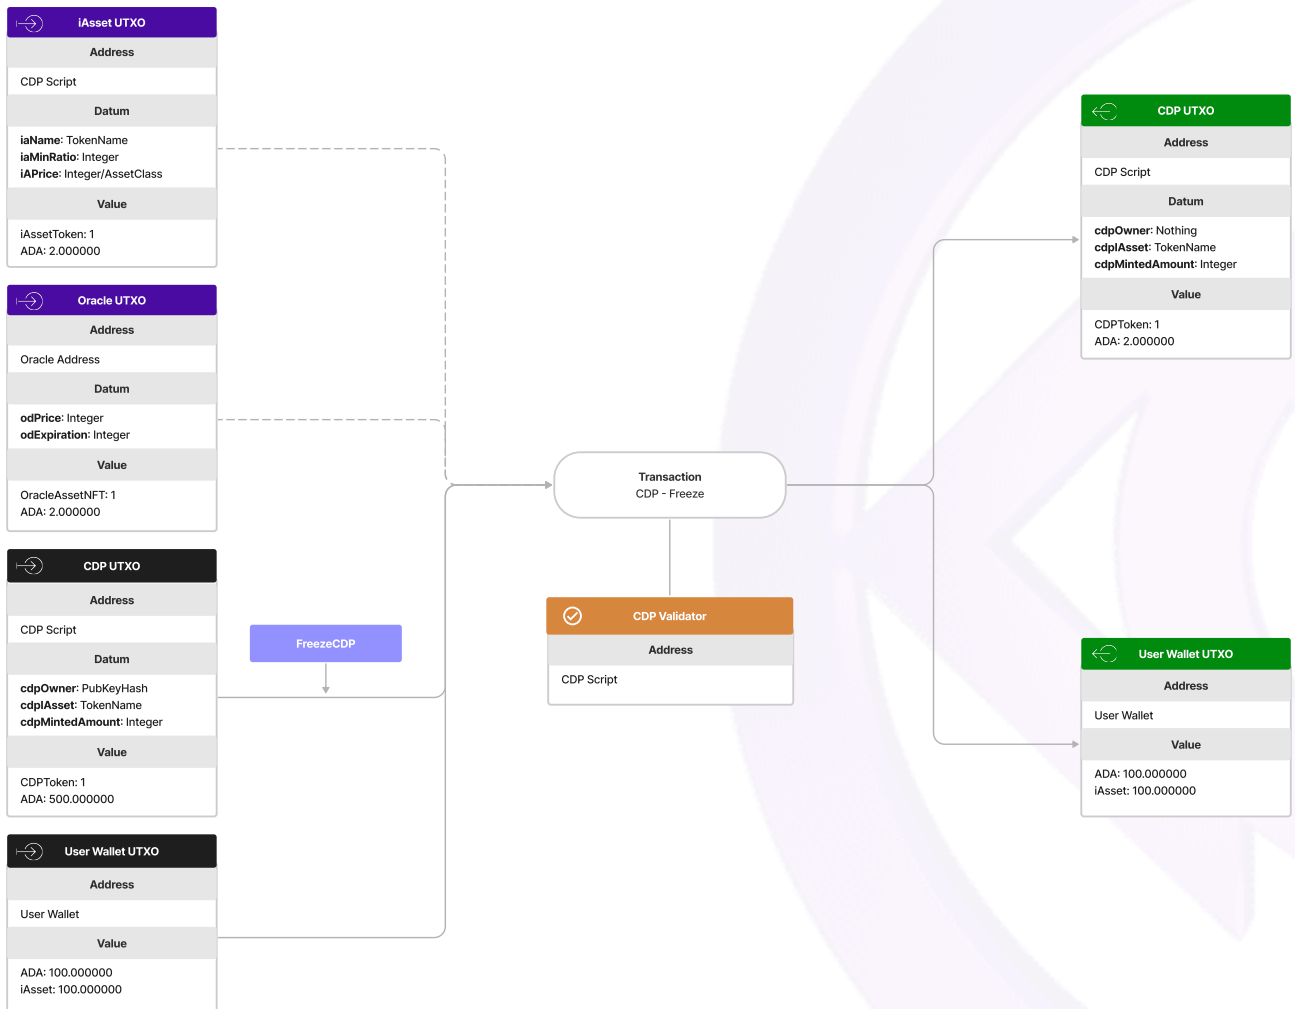 iAsset UTXO
Address
CDP Script
Datum
iaName: TokenName
iaMinRatio: Integer
iAPrice: Integer/AssetClass
Value
iAssetToken: 1
ADA: 2.000000
Oracle UTXO
Address
Oracle Address
Datum
odPrice: Integer
odExpiration: Integer
Value
OracleAssetNFT: 1
ADA: 2.000000
CDP UTXO
Address
CDP Script
Datum
cdpOwner: PubKeyHash
cdpIAsset: TokenName
cdpMintedAmount: Integer
Value
CDPToken: 1
ADA: 500.000000
User Wallet UTXO
Address
User Wallet
Value
ADA: 100.000000
iAsset: 100.000000
FreezeCDP
Transaction
CDP - Freeze
CDP Validator
Address
CDP Script
CDP UTXO
Address
CDP Script
Datum
cdpOwner: Nothing
cdpIAsset: TokenName
cdpMintedAmount: Integer
Value
CDPToken: 1
ADA: 2.000000
User Wallet UTXO
Address
User Wallet
Value
ADA: 100.000000
iAsset: 100.000000